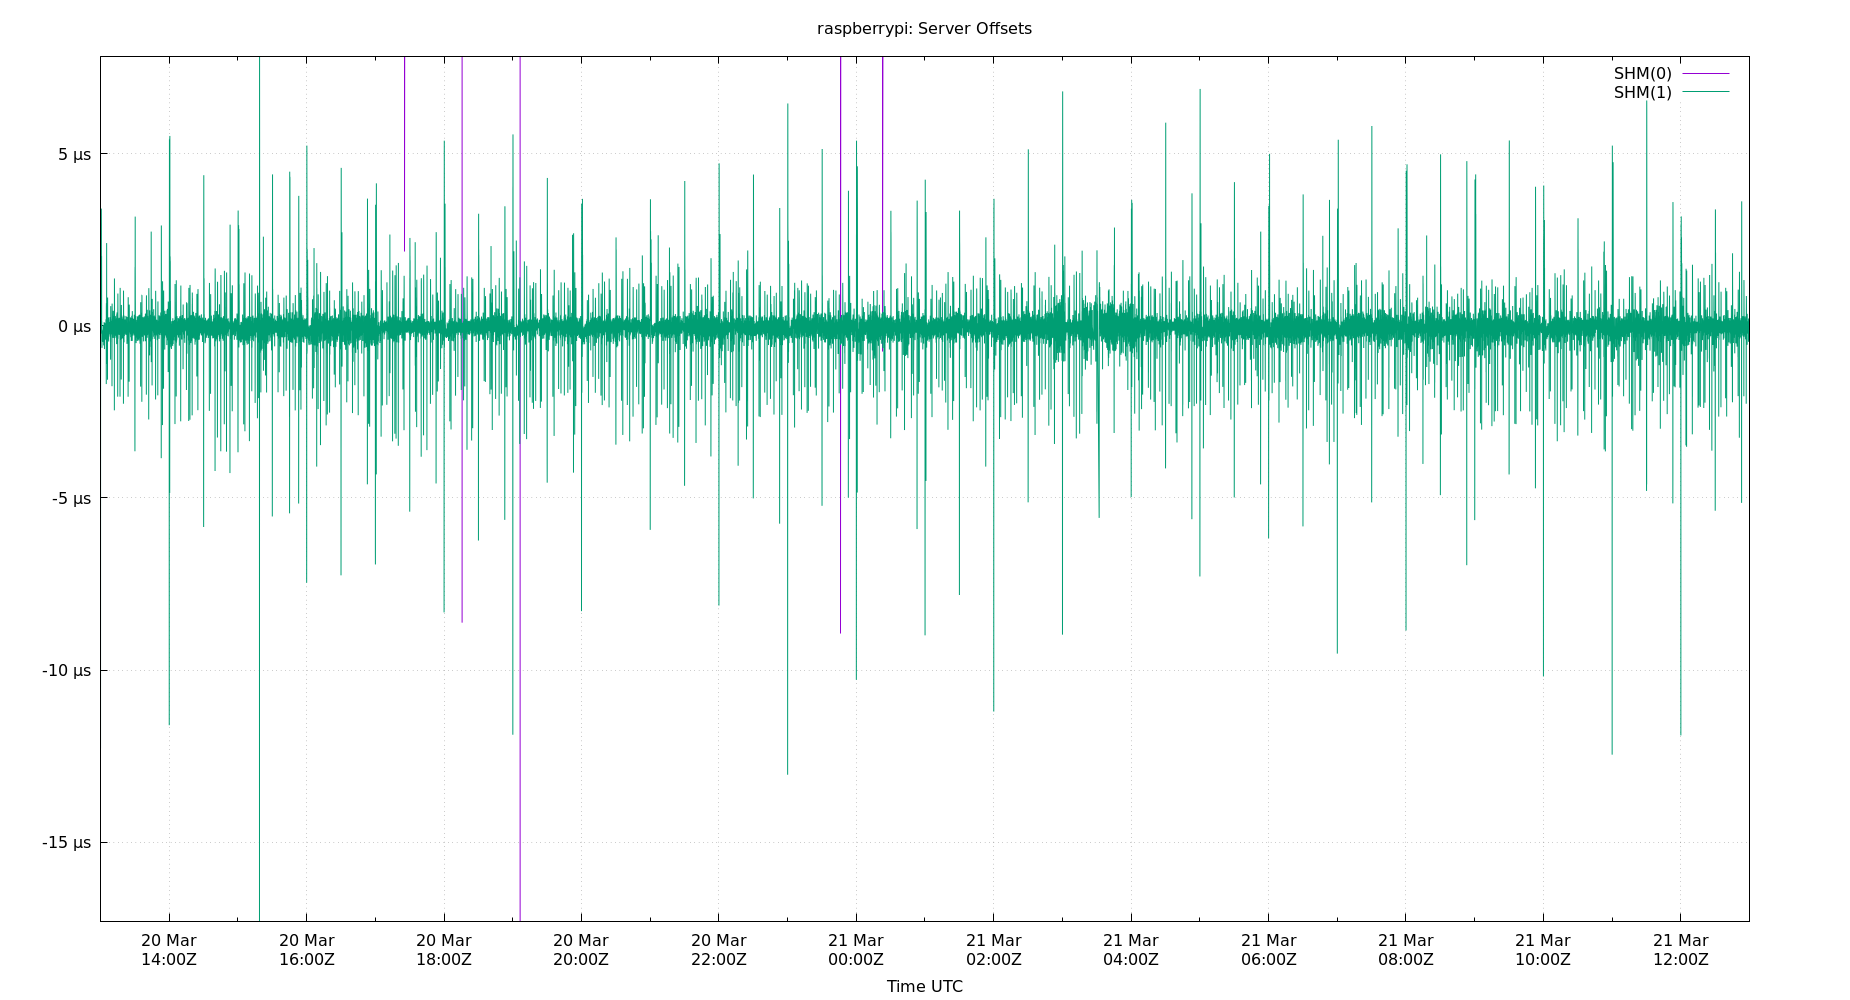 raspberrypi: Server Offsets
SHM(0)
SHM(1)
5 µs
0 µs
-5 µs
-10 µs
-15 µs
20 Mar 20 Mar 20 Mar 20 Mar 20 Mar 21 Mar 21 Mar 21 Mar 21 Mar 21 Mar 21 Mar 21 Mar
14:00Z 16:00Z 18:00Z 20:00Z 22:00Z 00:00Z 02:00Z 04:00Z 06:00Z 08:00Z 10:00Z 12:00Z
Time UTC